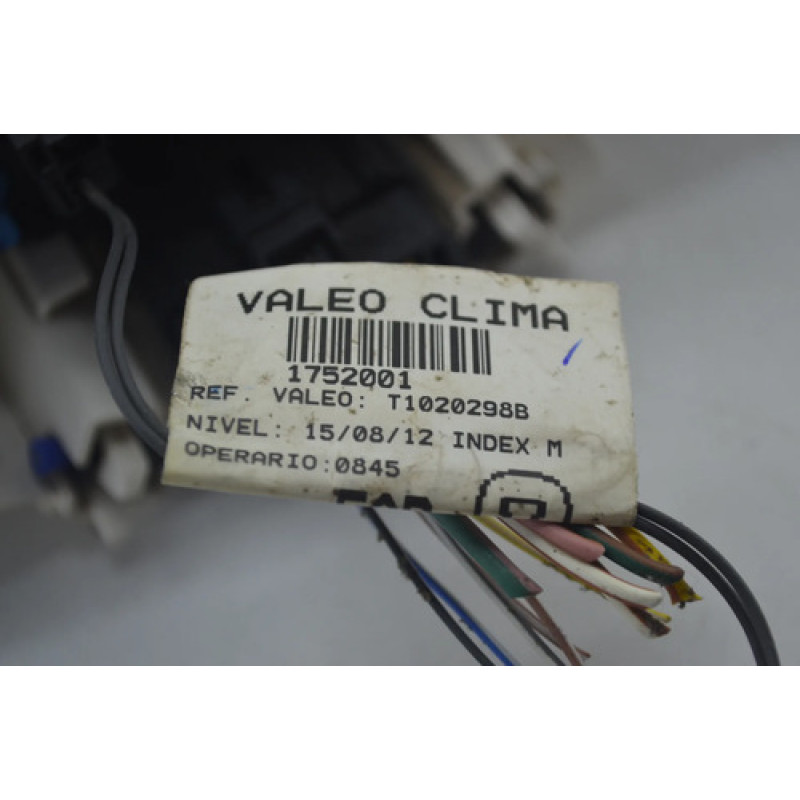 VALEO CLIMA
1752001
REF. VALEO: T1020298B
NIVEL: 15/08/12 INDEX M
OPERARIO:0845